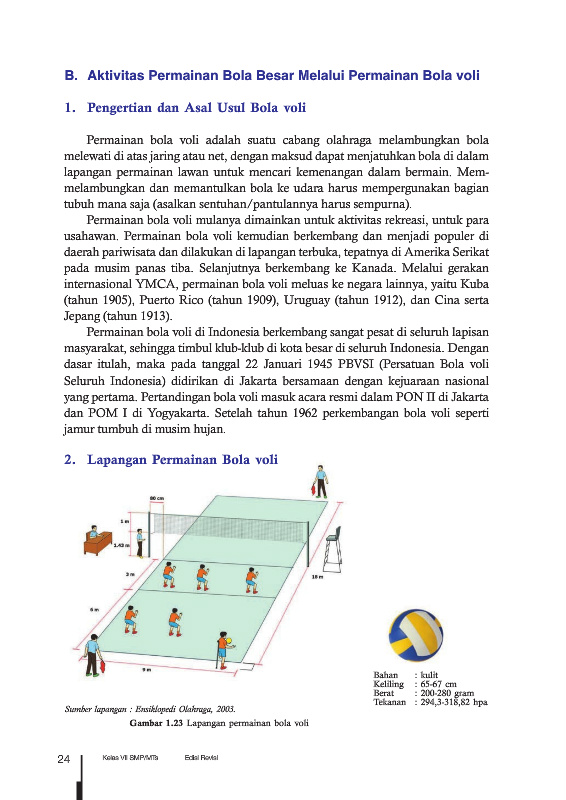 B. Aktivitas Permainan Bola Besar Melalui Permainan Bola voli
1. Pengertian dan Asal Usul Bola voli
Permainan bola voli adalah suatu cabang olahraga melambungkan bola
melewati di atas jaring atau net, dengan maksud dapat menjatuhkan bola di dalam
lapangan permainan lawan untuk mencari kemenangan dalam bermain. Mem-
melambungkan dan memantulkan bola ke udara harus mempergunakan bagian
tubuh mana saja (asalkan sentuhan/pantulannya harus sempurna).
Permainan bola voli mulanya dimainkan untuk aktivitas rekreasi, untuk para
usahawan. Permainan bola voli kemudian berkembang dan menjadi populer di
daerah pariwisata dan dilakukan di lapangan terbuka, tepatnya di Amerika Serikat
pada musim panas tiba. Selanjutnya berkembang ke Kanada. Melalui gerakan
internasional YMCA, permainan bola voli meluas ke negara lainnya, yaitu Kuba
(tahun 1905), Puerto Rico (tahun 1909), Uruguay (tahun 1912), dan Cina serta
Jepang (tahun 1913).
Permainan bola voli di Indonesia berkembang sangat pesat di seluruh lapisan
masyarakat, sehingga timbul klub-klub di kota besar di seluruh Indonesia. Dengan
dasar itulah, maka pada tanggal 22 Januari 1945 PBVSI (Persatuan Bola voli
Seluruh Indonesia) didirikan di Jakarta bersamaan dengan kejuaraan nasional
yang pertama. Pertandingan bola voli masuk acara resmi dalam PON II di Jakarta
dan POM I di Yogyakarta. Setelah tahun 1962 perkembangan bola voli seperti
jamur tumbuh di musim hujan.
2. Lapangan Permainan Bola voli
80 cm
1 m
1.43 m
3 m
18 m
6 m
9 m
Bahan : kulit
Keliling : 65-67 cm
Berat : 200-280 gram
Tekanan : 294,3-318,82 hpa
Sumber lapangan : Ensiklopedi Olahraga, 2003.
Gambar 1.23 Lapangan permainan bola voli
24 Kelas VII SMP/MTs Edisi Revisi